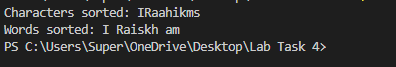 Characters sorted: IRaahikms
Words sorted: I Raiskh am
PS C:\Users\Super\OneDrive\Desktop\Lab Task 4>